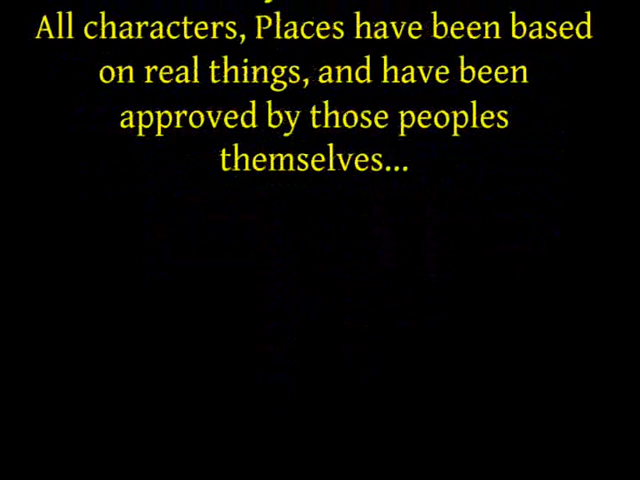 All characters, Places have been based
on real things, and have been
approved by those peoples
themselves...